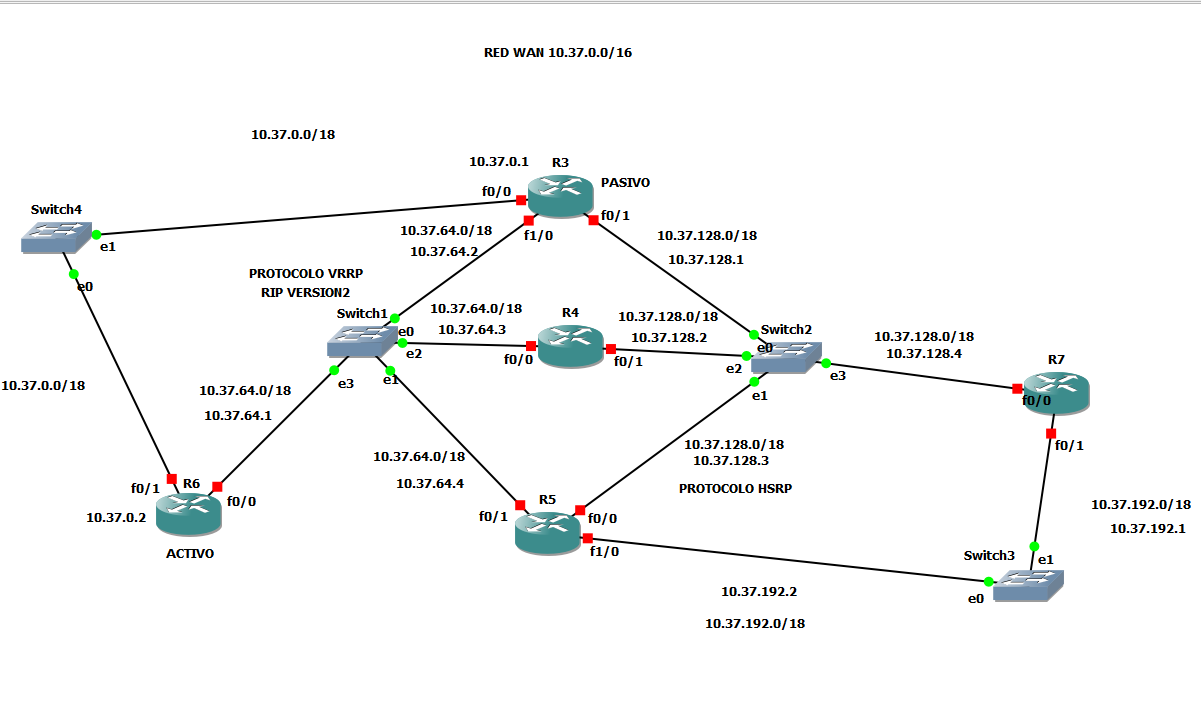 RED WAN 10.37.0.0/16
10.37.0.0/18
10.37.0.1
R3
PASIVO
f0/0
f0/1
f1/0
Switch4
e1
e0
10.37.64.0/18
10.37.64.2
10.37.128.0/18
10.37.128.1
PROTOCOLO VRRP
RIP VERSION2
Switch1
e0
e2
e1
e3
10.37.64.0/18
10.37.64.3
R4
f0/0
f0/1
10.37.128.0/18
10.37.128.2
Switch2
e0
e2
e1
e3
10.37.128.0/18
10.37.128.4
R7
f0/0
f0/1
10.37.0.0/18
10.37.64.0/18
10.37.64.1
10.37.64.0/18
10.37.64.4
10.37.128.0/18
10.37.128.3
PROTOCOLO HSRP
f0/1
R6
f0/0
10.37.0.2
ACTIVO
R5
f0/1
f0/0
f1/0
10.37.192.0/18
10.37.192.1
Switch3
e1
e0
10.37.192.2
10.37.192.0/18